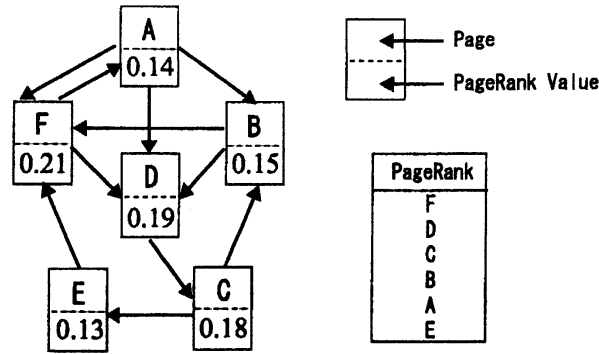 A
0.14
Page
PageRank Value
F
0.21
B
0.15
D
0.19
E
0.13
C
0.18
PageRank
F
D
C
B
A
E